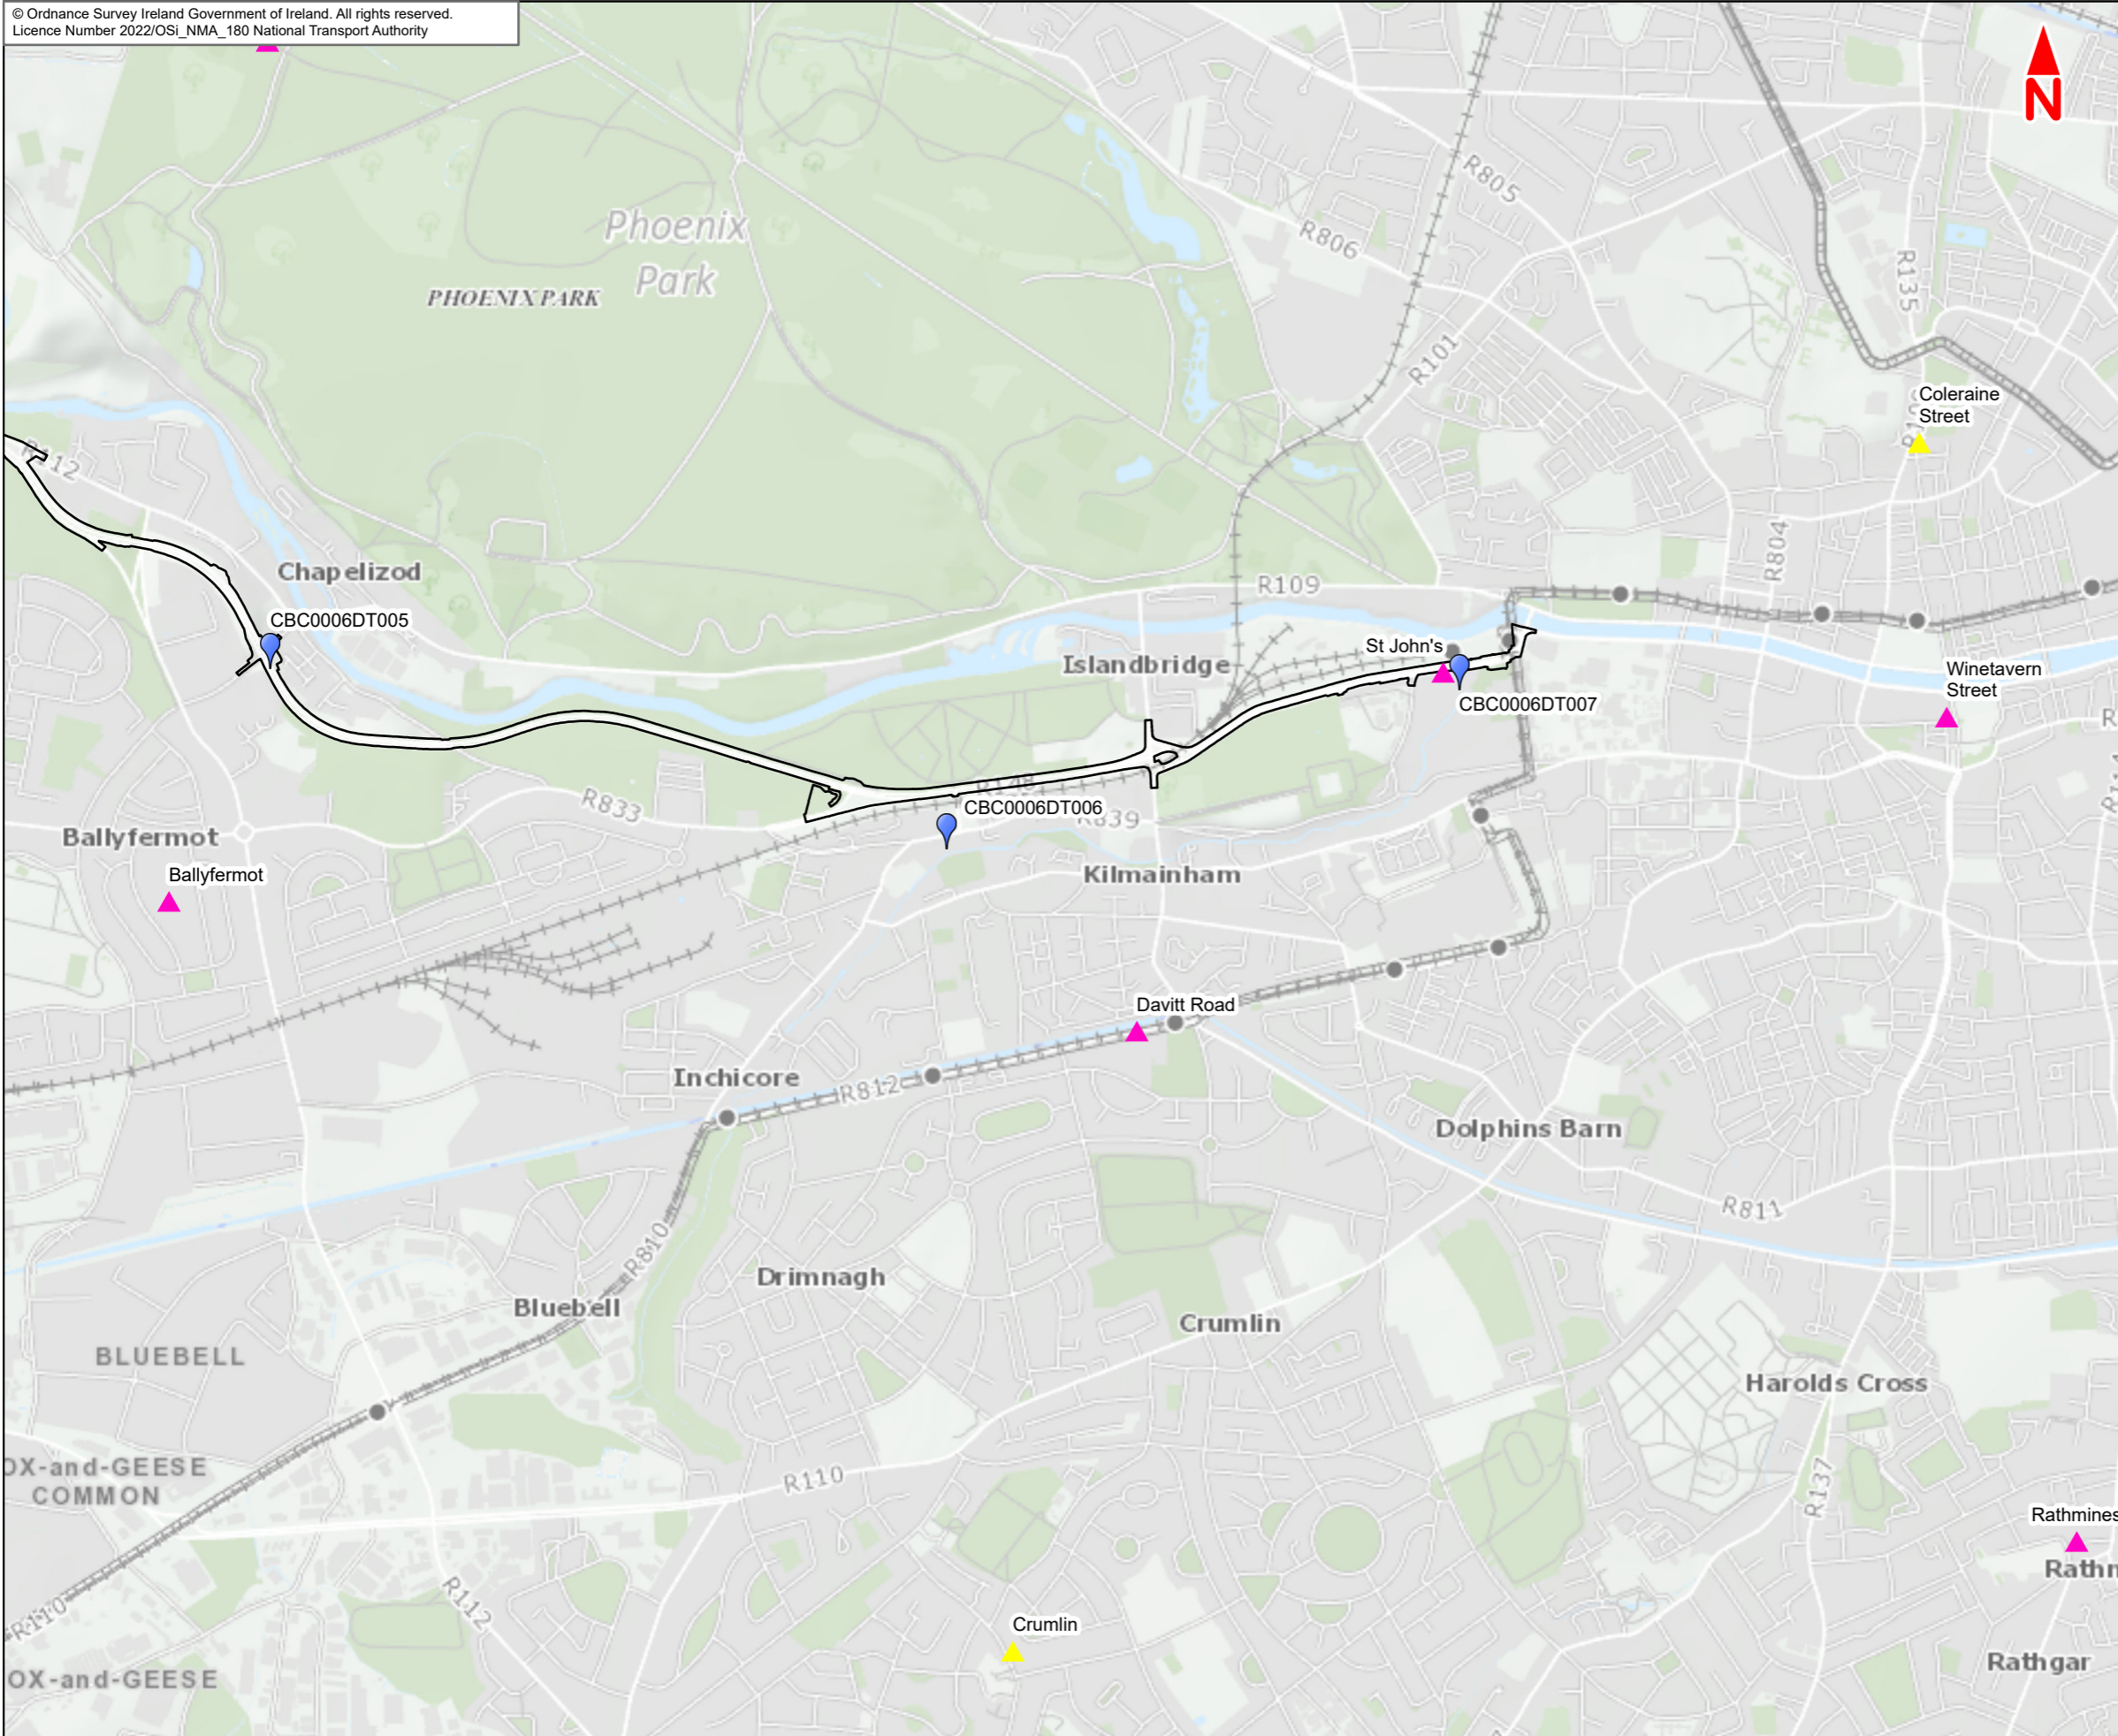 © Ordnance Survey Ireland Government of Ireland. All rights reserved.
Licence Number 2022/OSi_NMA_180 National Transport Authority
N
R805
Phoenix
Park
R806
R135
PHOENIX PARK
R101
Coleraine
Street
R112
R804
Chapelizod
R109
CBC0006DT005
St John's
Islandbridge
Winetavern
Street
CBC0006DT007
R148
R833
CBC0006DT006
R839
Ballyfermot
Ballyfermot
Kilmainham
Davitt Road
Inchicore
R812
Dolphins Barn
R811
R810
Drimnagh
Bluebell
Crumlin
BLUEBELL
Harolds Cross
OX-and-GEESE
COMMON
R110
R137
Rathmines
Rathn
R112
R110
Crumlin
Rathgar
OX-and-GEESE